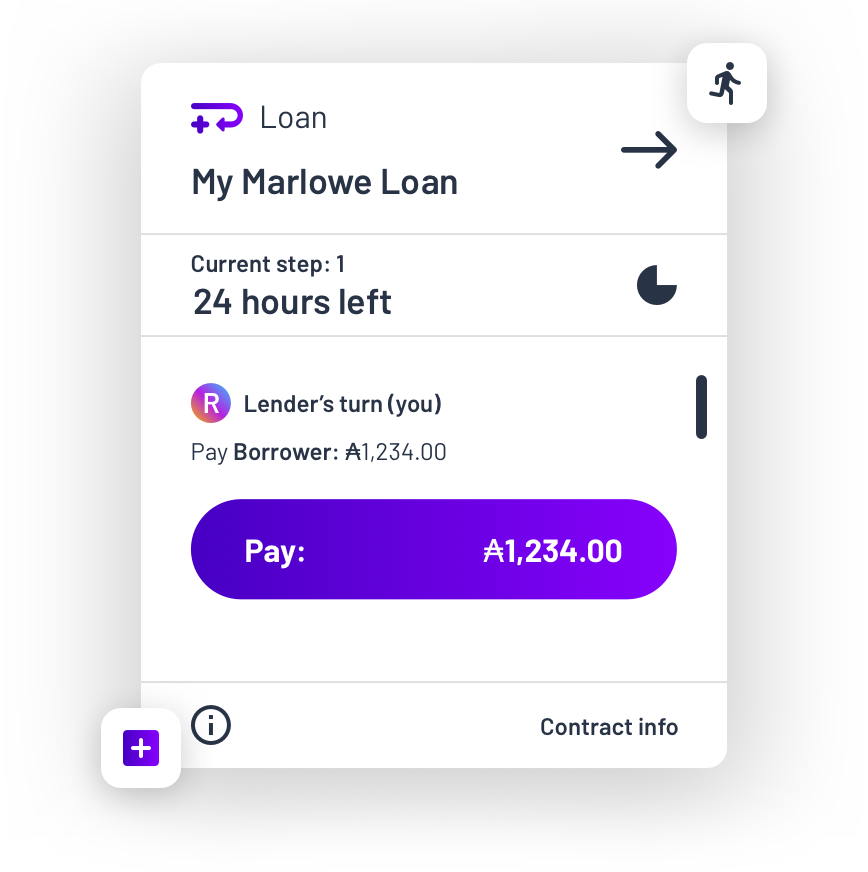 Loan
My Marlowe Loan
Current step: 1
24 hours left
R Lender’s turn (you)
Pay Borrower: ₳1,234.00
Pay: ₳1,234.00
Contract info